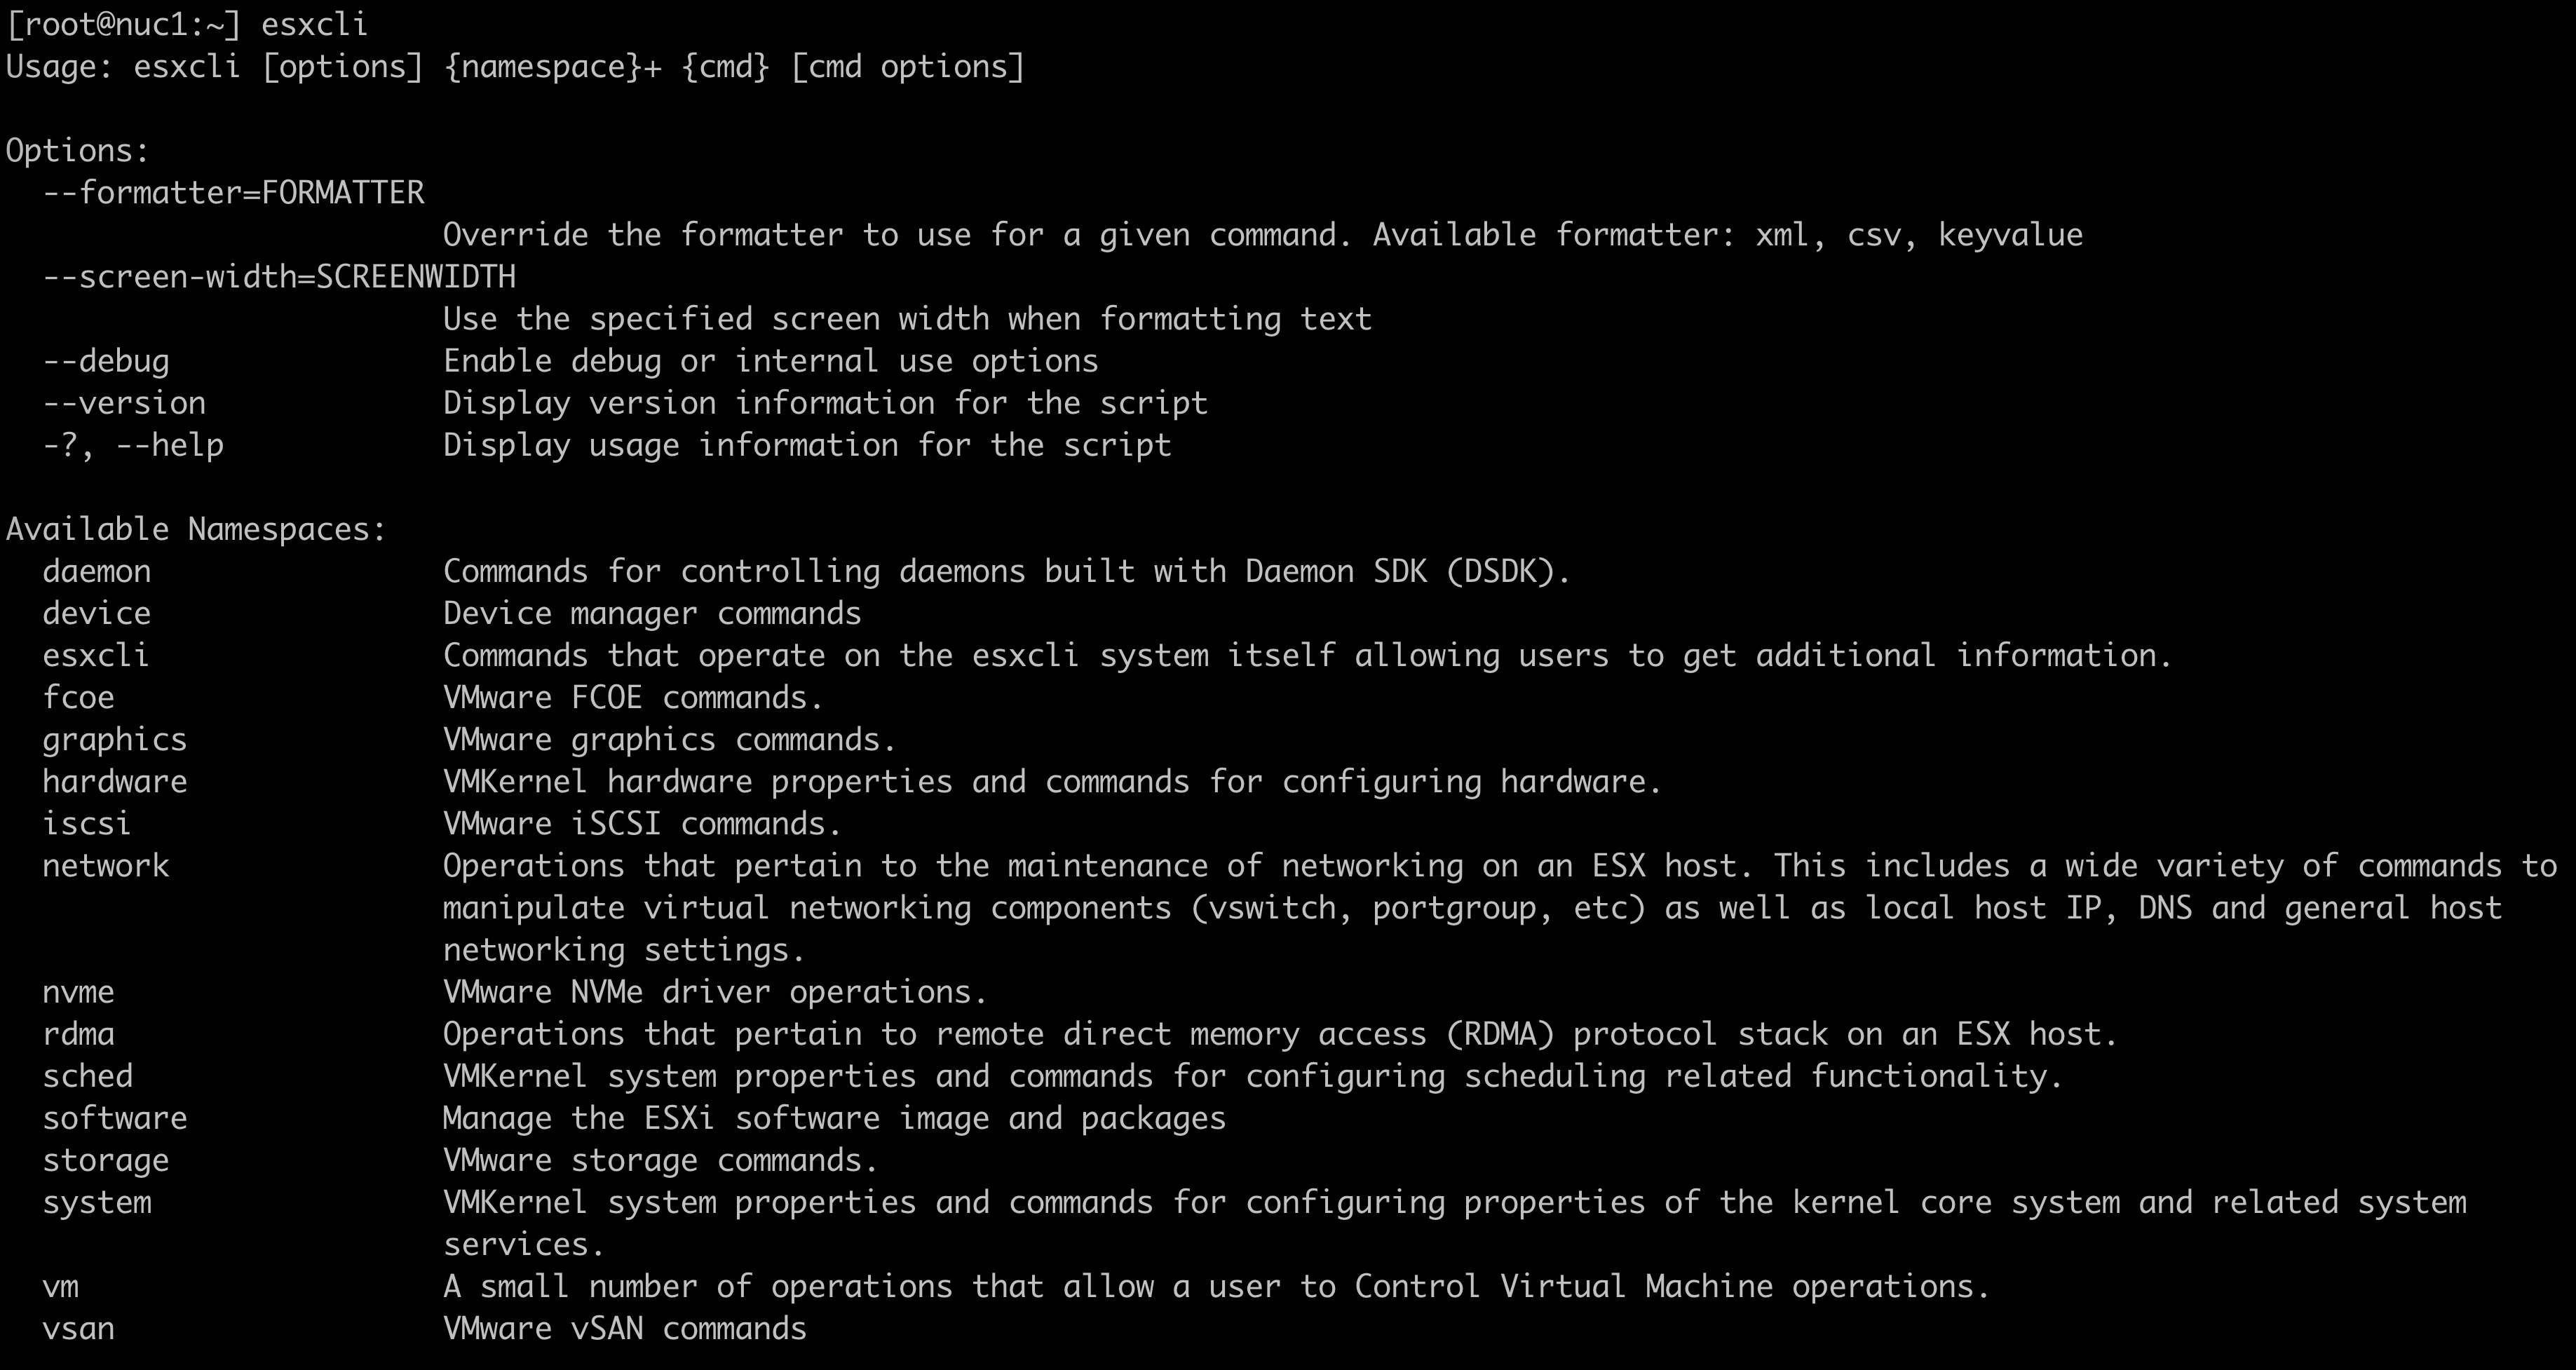 [root@nuc1:~] esxcli
Usage: esxcli [options] {namespace}+ {cmd} [cmd options]

Options:
  --formatter=FORMATTER
                        Override the formatter to use for a given command. Available formatter: xml, csv, keyvalue
  --screen-width=SCREENWIDTH
                        Use the specified screen width when formatting text
  --debug               Enable debug or internal use options
  --version             Display version information for the script
  -?, --help            Display usage information for the script

Available Namespaces:
  daemon                Commands for controlling daemons built with Daemon SDK (DSDK).
  device                Device manager commands
  esxcli                Commands that operate on the esxcli system itself allowing users to get additional information.
  fcoe                  VMware FCOE commands.
  graphics              VMware graphics commands.
  hardware              VMKernel hardware properties and commands for configuring hardware.
  iscsi                 VMware iSCSI commands.
  network               Operations that pertain to the maintenance of networking on an ESX host. This includes a wide variety of commands to
                        manipulate virtual networking components (vswitch, portgroup, etc) as well as local host IP, DNS and general host
                        networking settings.
  nvme                  VMware NVMe driver operations.
  rdma                  Operations that pertain to remote direct memory access (RDMA) protocol stack on an ESX host.
  sched                 VMKernel system properties and commands for configuring scheduling related functionality.
  software              Manage the ESXi software image and packages
  storage               VMware storage commands.
  system                VMKernel system properties and commands for configuring properties of the kernel core system and related system
                        services.
  vm                    A small number of operations that allow a user to Control Virtual Machine operations.
  vsan                  VMware vSAN commands